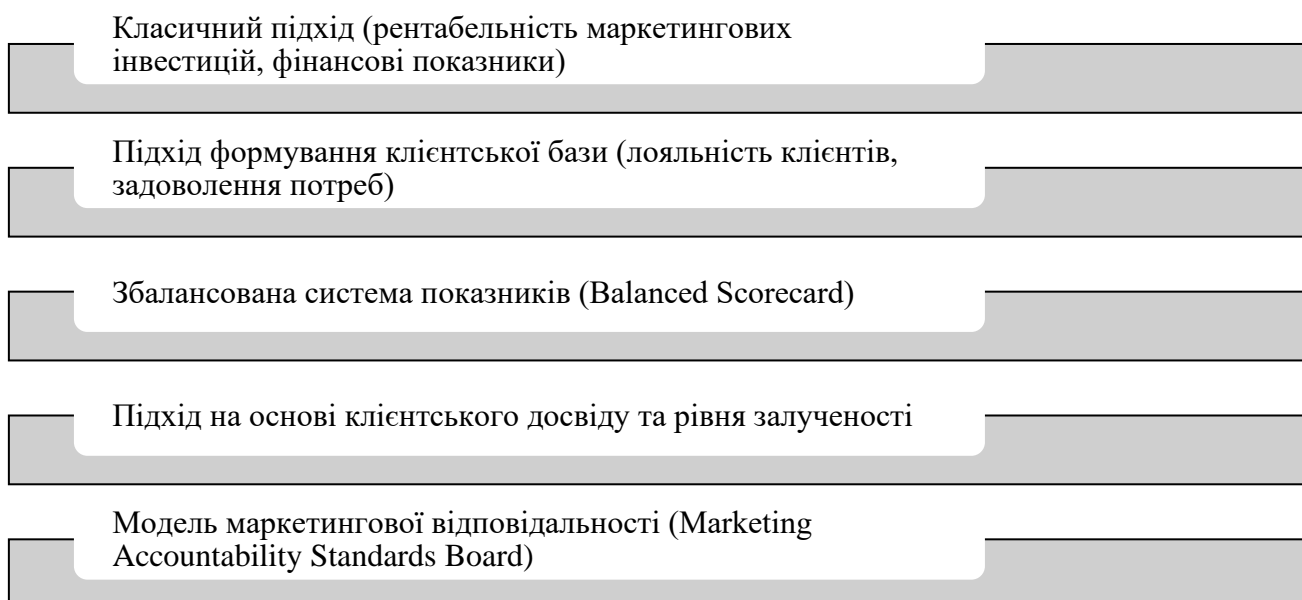 Класичний підхід (рентабельність маркетингових
інвестицій, фінансові показники)
Підхід формування клієнтської бази (лояльність клієнтів,
задоволення потреб)
Збалансована система показників (Balanced Scorecard)
Підхід на основі клієнтського досвіду та рівня залученості
Модель маркетингової відповідальності (Marketing
Accountability Standards Board)